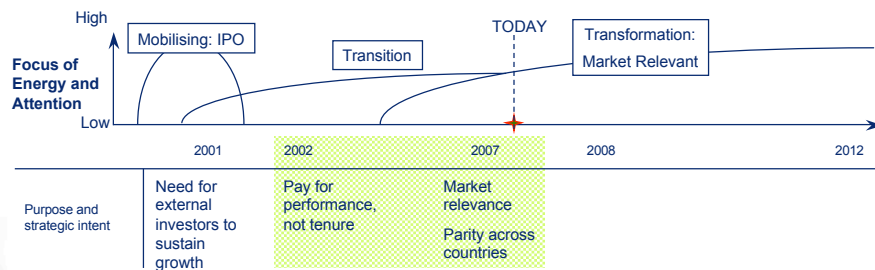 High
Mobilising: IPO
Transition
TODAY
Transformation:
Market Relevant
Focus of
Energy and
Attention
Low
2001 2002 2007 2008 2012
Purpose and
strategic intent
Need for
external
investors to
sustain
growth
Pay for
performance,
not tenure
Market
relevance
Parity across
countries